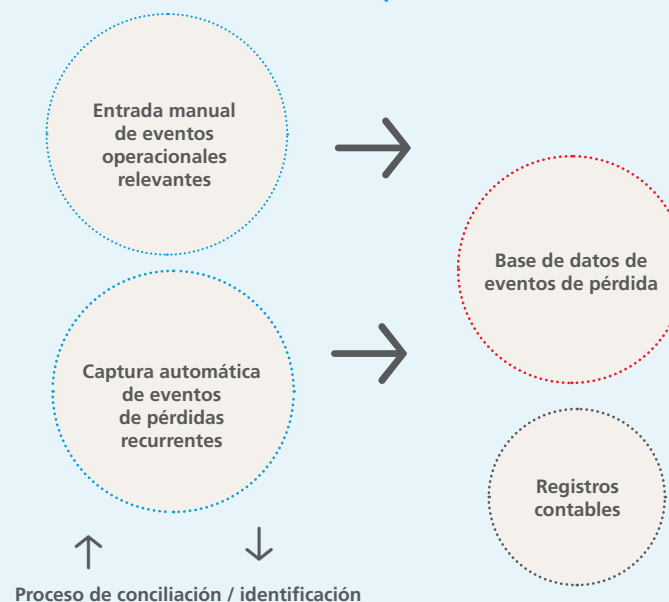 Entrada manual
de eventos
operacionales
relevantes
Base de datos de
eventos de pérdida
Captura automática
de eventos
de pérdidas
recurrentes
Registros
contables
Proceso de conciliación / identificación